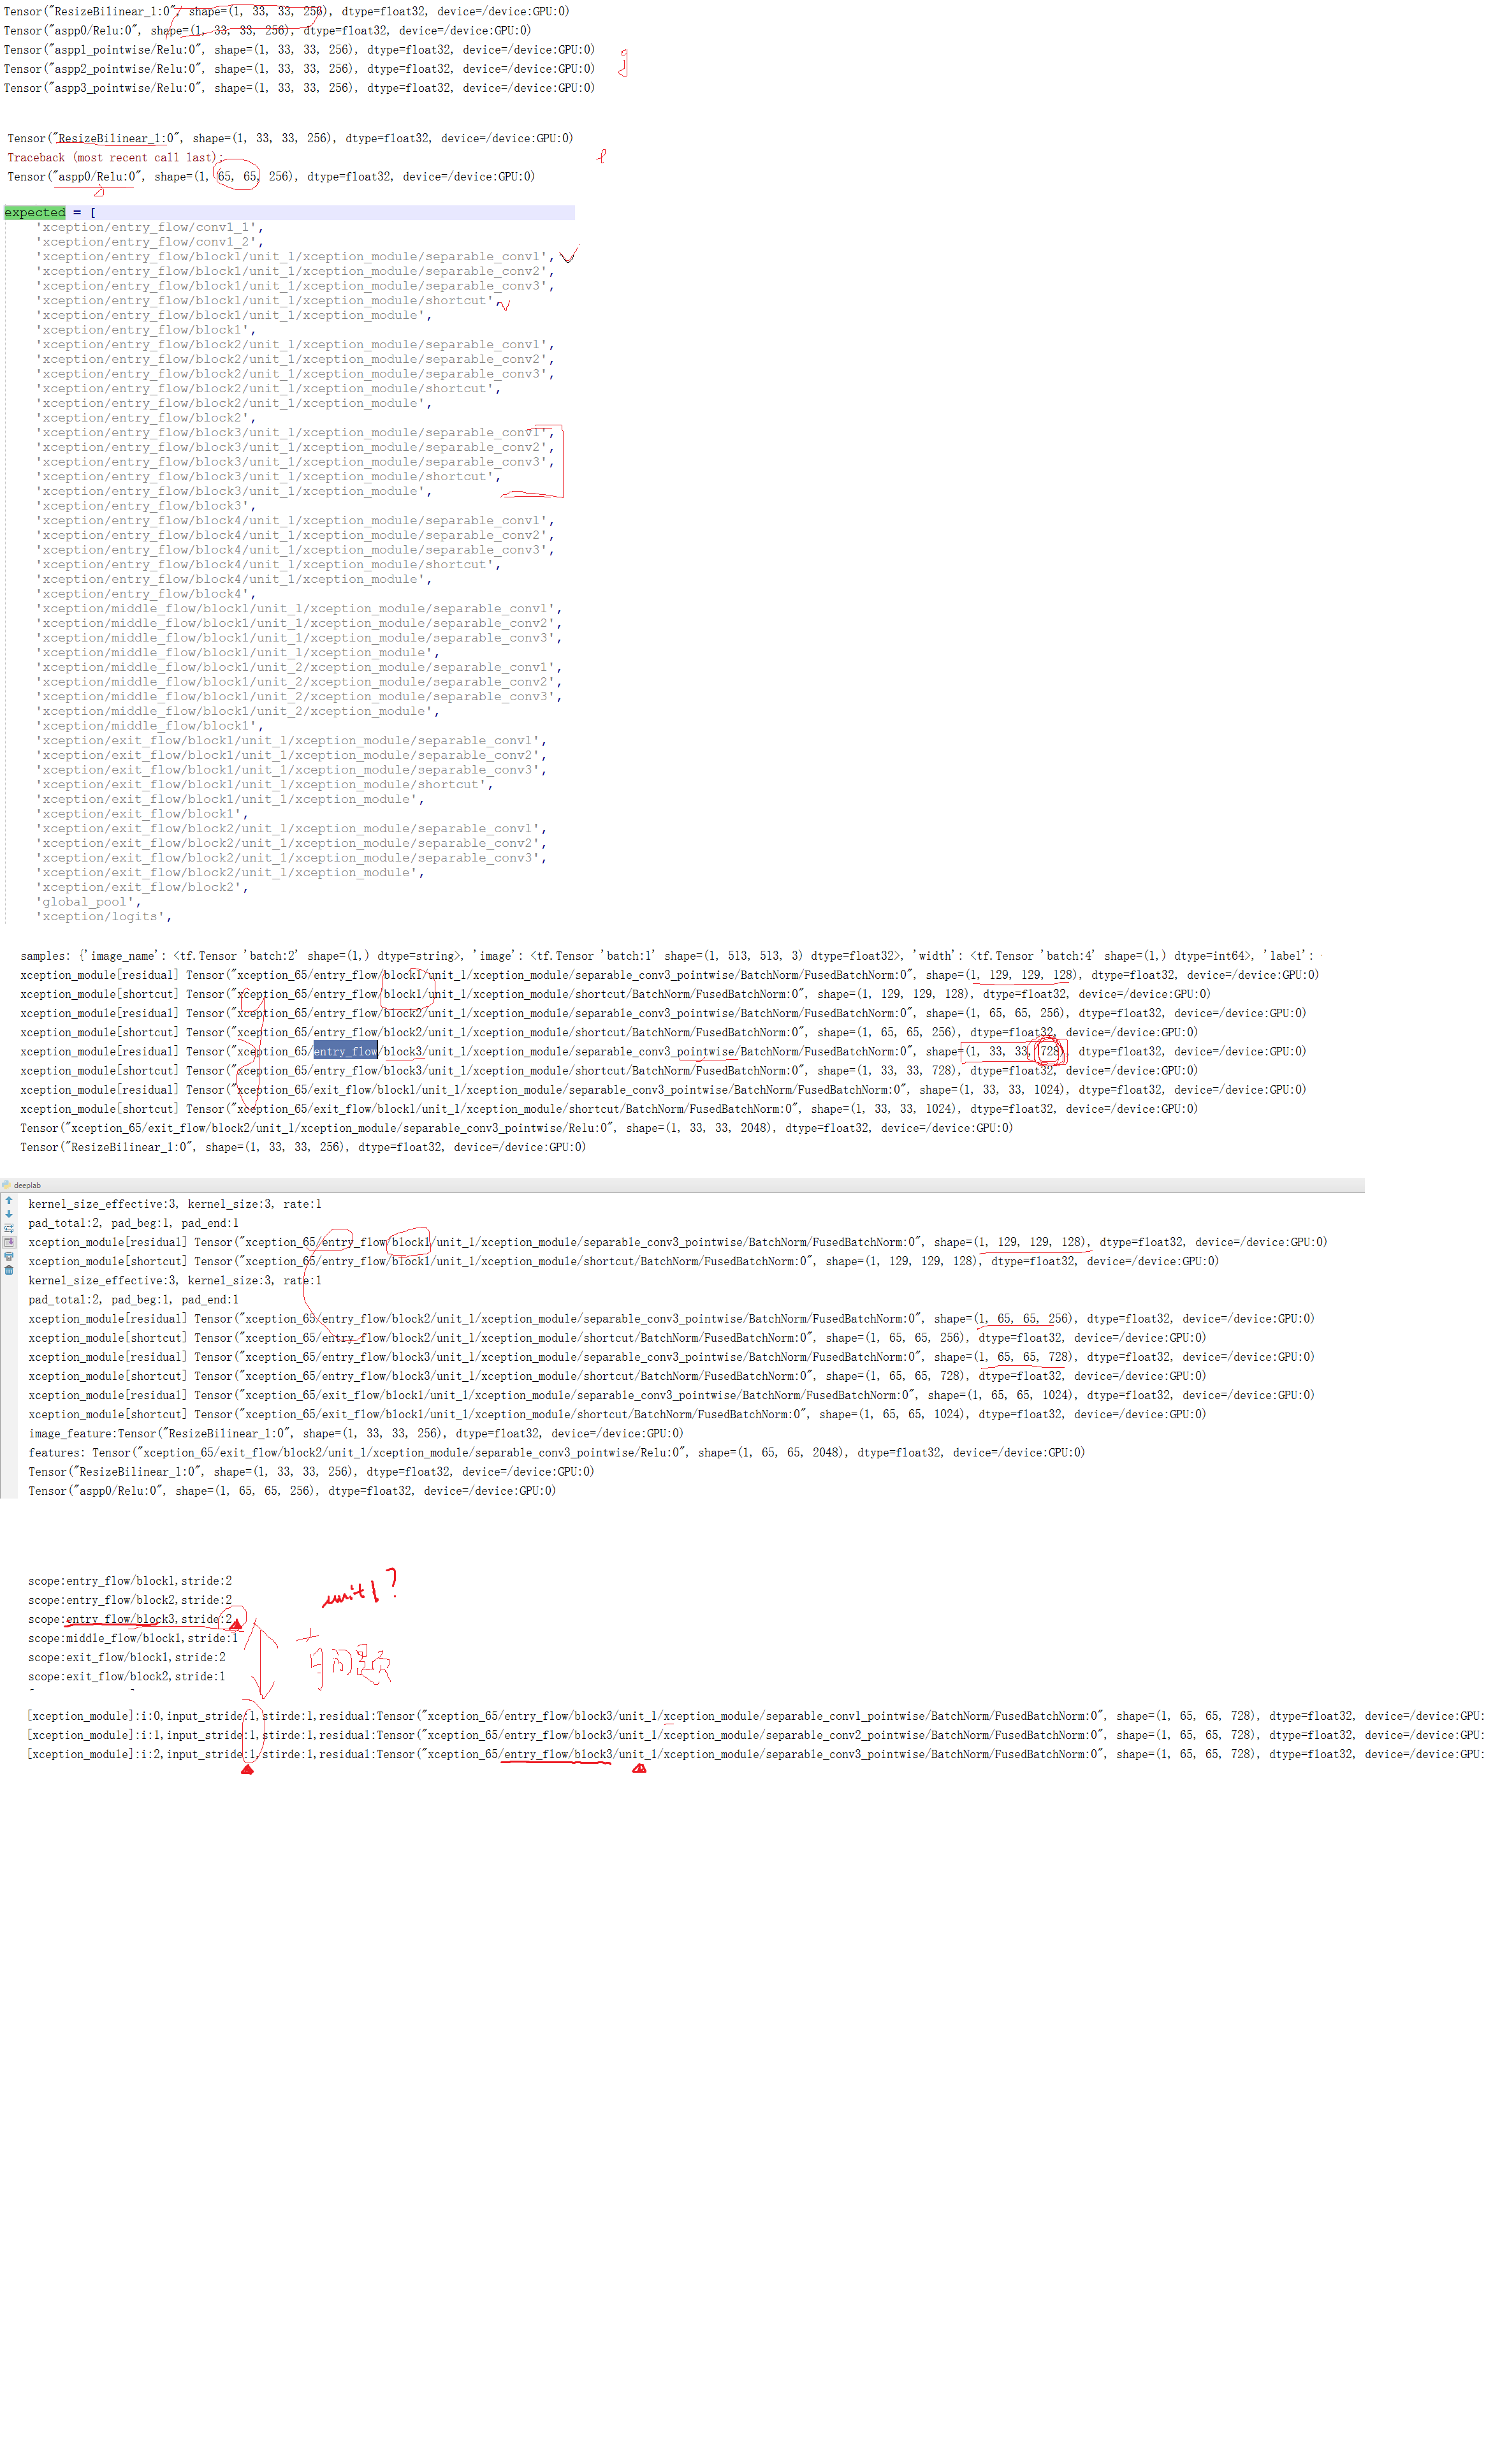 Tensor("ResizeBilinear_1:0", shape=(1, 33, 33, 256), dtype=float32, device=/device:GPU:0)
Tensor("aspp0/Relu:0", shape=(1, 33, 33, 256), dtype=float32, device=/device:GPU:0)
Tensor("aspp1_pointwise/Relu:0", shape=(1, 33, 33, 256), dtype=float32, device=/device:GPU:0)
Tensor("aspp2_pointwise/Relu:0", shape=(1, 33, 33, 256), dtype=float32, device=/device:GPU:0)
Tensor("aspp3_pointwise/Relu:0", shape=(1, 33, 33, 256), dtype=float32, device=/device:GPU:0)
Tensor("ResizeBilinear_1:0", shape=(1, 33, 33, 256), dtype=float32, device=/device:GPU:0)
Traceback (most recent call last):
Tensor("aspp0/Relu:0", shape=(1, 65, 65, 256), dtype=float32, device=/device:GPU:0)
expected = [
'xception/entry_flow/conv1_1',
'xception/entry_flow/conv1_2',
'xception/entry_flow/block1/unit_1/xception_module/separable_conv1',
'xception/entry_flow/block1/unit_1/xception_module/separable_conv2',
'xception/entry_flow/block1/unit_1/xception_module/separable_conv3',
'xception/entry_flow/block1/unit_1/xception_module/shortcut',
'xception/entry_flow/block1/unit_1/xception_module',
'xception/entry_flow/block1',
'xception/entry_flow/block2/unit_1/xception_module/separable_conv1',
'xception/entry_flow/block2/unit_1/xception_module/separable_conv2',
'xception/entry_flow/block2/unit_1/xception_module/separable_conv3',
'xception/entry_flow/block2/unit_1/xception_module/shortcut',
'xception/entry_flow/block2/unit_1/xception_module',
'xception/entry_flow/block2',
'xception/entry_flow/block3/unit_1/xception_module/separable_conv1',
'xception/entry_flow/block3/unit_1/xception_module/separable_conv2',
'xception/entry_flow/block3/unit_1/xception_module/separable_conv3',
'xception/entry_flow/block3/unit_1/xception_module/shortcut',
'xception/entry_flow/block3/unit_1/xception_module',
'xception/entry_flow/block3',
'xception/entry_flow/block4/unit_1/xception_module/separable_conv1',
'xception/entry_flow/block4/unit_1/xception_module/separable_conv2',
'xception/entry_flow/block4/unit_1/xception_module/separable_conv3',
'xception/entry_flow/block4/unit_1/xception_module/shortcut',
'xception/entry_flow/block4/unit_1/xception_module',
'xception/entry_flow/block4',
'xception/middle_flow/block1/unit_1/xception_module/separable_conv1',
'xception/middle_flow/block1/unit_1/xception_module/separable_conv2',
'xception/middle_flow/block1/unit_1/xception_module/separable_conv3',
'xception/middle_flow/block1/unit_1/xception_module',
'xception/middle_flow/block1/unit_2/xception_module/separable_conv1',
'xception/middle_flow/block1/unit_2/xception_module/separable_conv2',
'xception/middle_flow/block1/unit_2/xception_module/separable_conv3',
'xception/middle_flow/block1/unit_2/xception_module',
'xception/middle_flow/block1',
'xception/exit_flow/block1/unit_1/xception_module/separable_conv1',
'xception/exit_flow/block1/unit_1/xception_module/separable_conv2',
'xception/exit_flow/block1/unit_1/xception_module/separable_conv3',
'xception/exit_flow/block1/unit_1/xception_module/shortcut',
'xception/exit_flow/block1/unit_1/xception_module',
'xception/exit_flow/block1',
'xception/exit_flow/block2/unit_1/xception_module/separable_conv1',
'xception/exit_flow/block2/unit_1/xception_module/separable_conv2',
'xception/exit_flow/block2/unit_1/xception_module/separable_conv3',
'xception/exit_flow/block2/unit_1/xception_module',
'xception/exit_flow/block2',
'global_pool',
'xception/logits',
samples: {'image_name': <tf.Tensor 'batch:2' shape=(1,) dtype=string>, 'image': <tf.Tensor 'batch:1' shape=(1, 513, 513, 3) dtype=float32>, 'width': <tf.Tensor 'batch:4' shape=(1,) dtype=int64>, 'label':
xception_module[residual] Tensor("xception_65/entry_flow/block1/unit_1/xception_module/separable_conv3_pointwise/BatchNorm/FusedBatchNorm:0", shape=(1, 129, 129, 128), dtype=float32, device=/device:GPU:0)
xception_module[shortcut] Tensor("xception_65/entry_flow/block1/unit_1/xception_module/shortcut/BatchNorm/FusedBatchNorm:0", shape=(1, 129, 129, 128), dtype=float32, device=/device:GPU:0)
xception_module[residual] Tensor("xception_65/entry_flow/block2/unit_1/xception_module/separable_conv3_pointwise/BatchNorm/FusedBatchNorm:0", shape=(1, 65, 65, 256), dtype=float32, device=/device:GPU:0)
xception_module[shortcut] Tensor("xception_65/entry_flow/block2/unit_1/xception_module/shortcut/BatchNorm/FusedBatchNorm:0", shape=(1, 65, 65, 256), dtype=float32, device=/device:GPU:0)
xception_module[residual] Tensor("xception_65/entry_flow/block3/unit_1/xception_module/separable_conv3_pointwise/BatchNorm/FusedBatchNorm:0", shape=(1, 33, 33, 728), dtype=float32, device=/device:GPU:0)
xception_module[shortcut] Tensor("xception_65/entry_flow/block3/unit_1/xception_module/shortcut/BatchNorm/FusedBatchNorm:0", shape=(1, 33, 33, 728), dtype=float32, device=/device:GPU:0)
xception_module[residual] Tensor("xception_65/exit_flow/block1/unit_1/xception_module/separable_conv3_pointwise/BatchNorm/FusedBatchNorm:0", shape=(1, 33, 33, 1024), dtype=float32, device=/device:GPU:0)
xception_module[shortcut] Tensor("xception_65/exit_flow/block1/unit_1/xception_module/shortcut/BatchNorm/FusedBatchNorm:0", shape=(1, 33, 33, 1024), dtype=float32, device=/device:GPU:0)
Tensor("xception_65/exit_flow/block2/unit_1/xception_module/separable_conv3_pointwise/Relu:0", shape=(1, 33, 33, 2048), dtype=float32, device=/device:GPU:0)
Tensor("ResizeBilinear_1:0", shape=(1, 33, 33, 256), dtype=float32, device=/device:GPU:0)
deeplab
kernel_size_effective:3, kernel_size:3, rate:1
pad_total:2, pad_beg:1, pad_end:1
xception_module[residual] Tensor("xception_65/entry_flow/block1/unit_1/xception_module/separable_conv3_pointwise/BatchNorm/FusedBatchNorm:0", shape=(1, 129, 129, 128), dtype=float32, device=/device:GPU:0)
xception_module[shortcut] Tensor("xception_65/entry_flow/block1/unit_1/xception_module/shortcut/BatchNorm/FusedBatchNorm:0", shape=(1, 129, 129, 128), dtype=float32, device=/device:GPU:0)
kernel_size_effective:3, kernel_size:3, rate:1
pad_total:2, pad_beg:1, pad_end:1
xception_module[residual] Tensor("xception_65/entry_flow/block2/unit_1/xception_module/separable_conv3_pointwise/BatchNorm/FusedBatchNorm:0", shape=(1, 65, 65, 256), dtype=float32, device=/device:GPU:0)
xception_module[shortcut] Tensor("xception_65/entry_flow/block2/unit_1/xception_module/shortcut/BatchNorm/FusedBatchNorm:0", shape=(1, 65, 65, 256), dtype=float32, device=/device:GPU:0)
xception_module[residual] Tensor("xception_65/entry_flow/block3/unit_1/xception_module/separable_conv3_pointwise/BatchNorm/FusedBatchNorm:0", shape=(1, 65, 65, 728), dtype=float32, device=/device:GPU:0)
xception_module[shortcut] Tensor("xception_65/entry_flow/block3/unit_1/xception_module/shortcut/BatchNorm/FusedBatchNorm:0", shape=(1, 65, 65, 728), dtype=float32, device=/device:GPU:0)
xception_module[residual] Tensor("xception_65/exit_flow/block1/unit_1/xception_module/separable_conv3_pointwise/BatchNorm/FusedBatchNorm:0", shape=(1, 65, 65, 1024), dtype=float32, device=/device:GPU:0)
xception_module[shortcut] Tensor("xception_65/exit_flow/block1/unit_1/xception_module/shortcut/BatchNorm/FusedBatchNorm:0", shape=(1, 65, 65, 1024), dtype=float32, device=/device:GPU:0)
image_feature:Tensor("ResizeBilinear_1:0", shape=(1, 33, 33, 256), dtype=float32, device=/device:GPU:0)
features: Tensor("xception_65/exit_flow/block2/unit_1/xception_module/separable_conv3_pointwise/Relu:0", shape=(1, 65, 65, 2048), dtype=float32, device=/device:GPU:0)
Tensor("ResizeBilinear_1:0", shape=(1, 33, 33, 256), dtype=float32, device=/device:GPU:0)
Tensor("aspp0/Relu:0", shape=(1, 65, 65, 256), dtype=float32, device=/device:GPU:0)
scope:entry_flow/block1,stride:2
unit1?
scope:entry_flow/block2,stride:2
scope:entry_flow/block3,stride:2
scope:middle_flow/block1,stride:1
有问题
scope:exit_flow/block1,stride:2
scope:exit_flow/block2,stride:1
[xception_module]:i:0,input_stride:1,stirde:1,residual:Tensor("xception_65/entry_flow/block3/unit_1/xception_module/separable_conv1_pointwise/BatchNorm/FusedBatchNorm:0", shape=(1, 65, 65, 728), dtype=float32, device=/device:GPU:
[xception_module]:i:1,input_stride:1,stirde:1,residual:Tensor("xception_65/entry_flow/block3/unit_1/xception_module/separable_conv2_pointwise/BatchNorm/FusedBatchNorm:0", shape=(1, 65, 65, 728), dtype=float32, device=/device:GPU:
[xception_module]:i:2,input_stride:1,stirde:1,residual:Tensor("xception_65/entry_flow/block3/unit_1/xception_module/separable_conv3_pointwise/BatchNorm/FusedBatchNorm:0", shape=(1, 65, 65, 728), dtype=float32, device=/device:GPU: